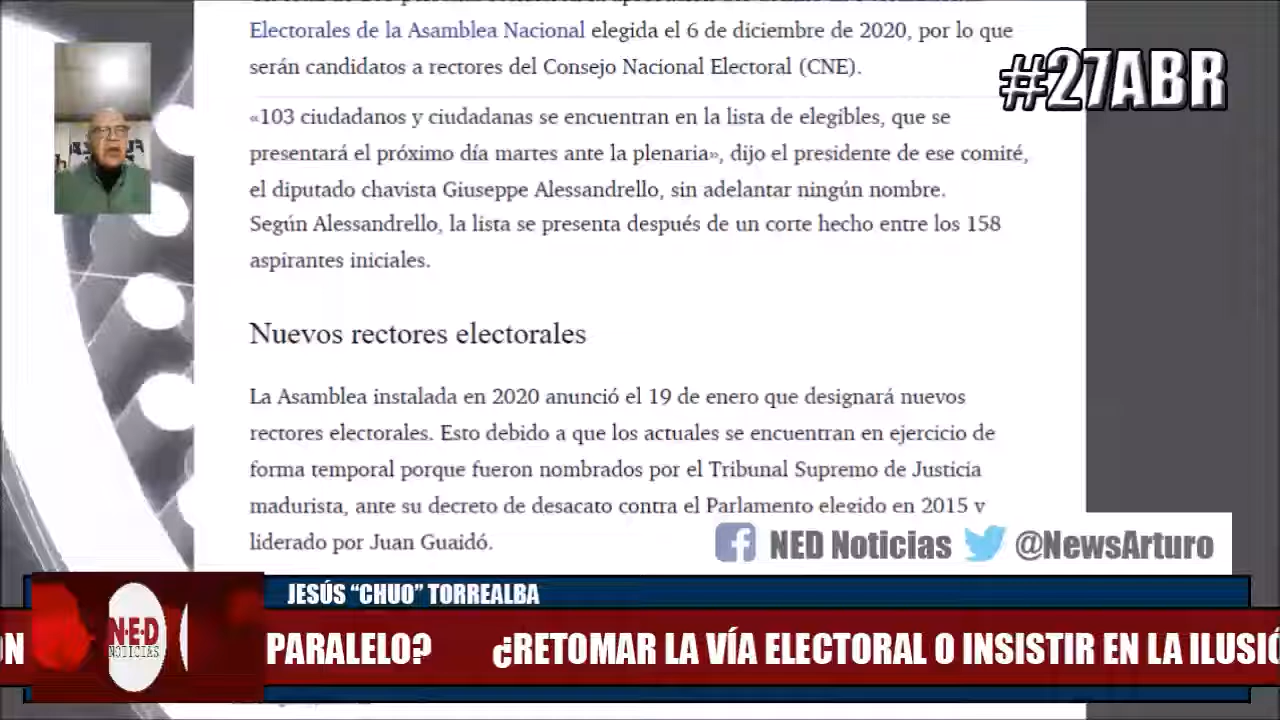 Electorales de la Asamblea Nacional elegida el 6 de diciembre de 2020, por lo que
serán candidatos a rectores del Consejo Nacional Electoral (CNE).
#27ABR
«103 ciudadanos y ciudadanas se encuentran en la lista de elegibles, que se
presentará el próximo día martes ante la plenaria», dijo el presidente de ese comité,
el diputado chavista Giuseppe Alessandrello, sin adelantar ningún nombre.
Según Alessandrello, la lista se presenta después de un corte hecho entre los 158
aspirantes iniciales.
Nuevos rectores electorales
La Asamblea instalada en 2020 anunció el 19 de enero que designará nuevos
rectores electorales. Esto debido a que los actuales se encuentran en ejercicio de
forma temporal porque fueron nombrados por el Tribunal Supremo de Justicia
madurista, ante su decreto de desacato contra el Parlamento elegido en 2015 y
liderado por Juan Guaidó.
NED Noticias @NewsArturo
JESÚS “CHUO” TORREALBA
N·E·D
NOTICIAS
PARALELO? ¿RETOMAR LA VÍA ELECTORAL O INSISTIR EN LA